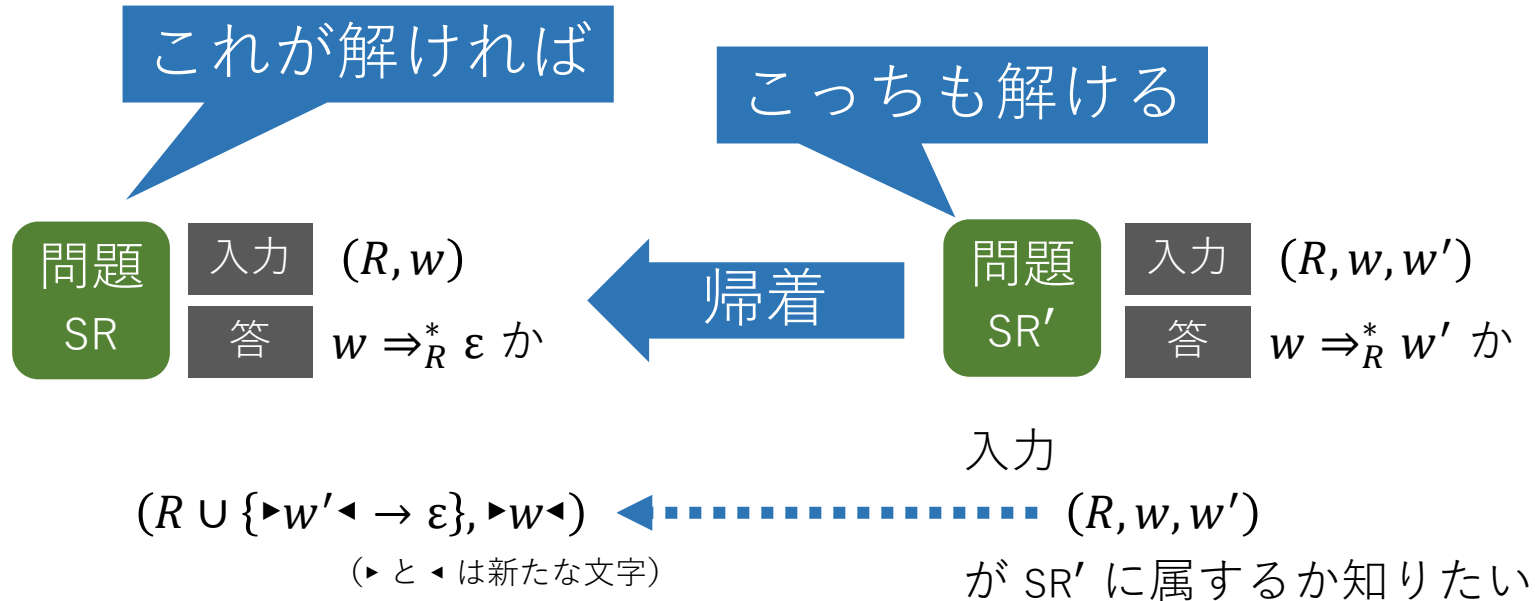 これが解ければ
こっちも解ける
問題
SR
入力
(R, w)
答
w ⇒*R ε か
帰着
問題
SR′
入力
(R, w, w′)
答
w ⇒*R w′ か
入力
(R ∪ {▸w′◂ → ε}, ▸w◂)
(R, w, w′)
(▸ と ◂ は新たな文字)
が SR′ に属するか知りたい